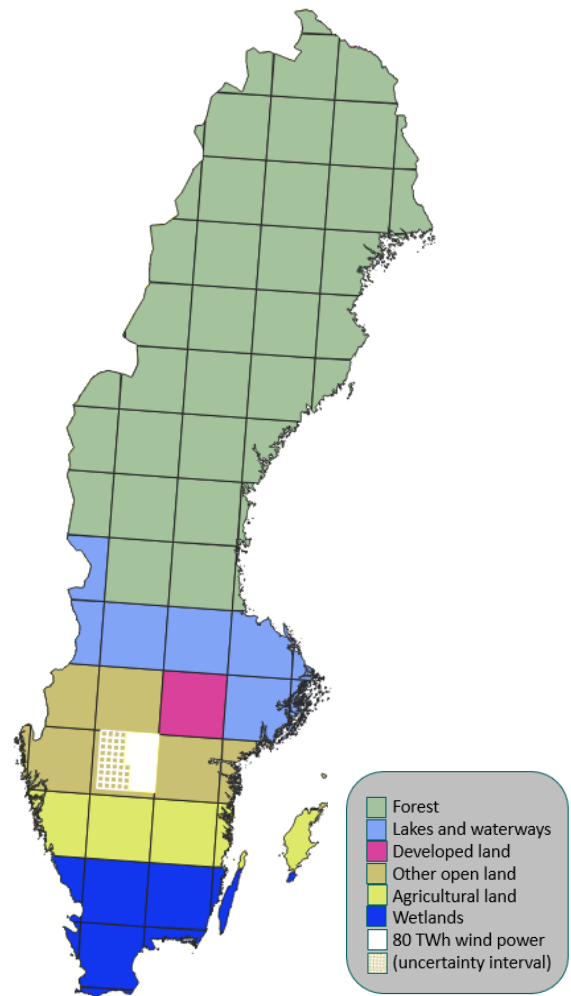 Forest
Lakes and waterways
Developed land
Other open land
Agricultural land
Wetlands
80 TWh wind power
(uncertainty interval)